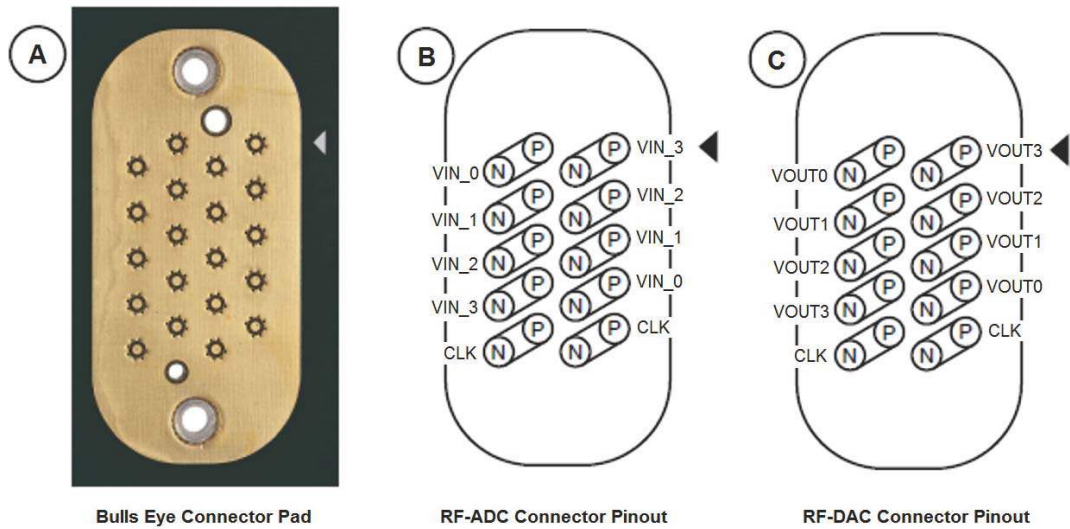 A
B
C
P P VIN_3
VIN_0 N N
P P VIN_2
VIN_1 N N
P P VIN_1
VIN_2 N N
P P VIN_0
VIN_3 N N
P P CLK
CLK N N
P P VOUT3
VOUT0 N N
P P VOUT2
VOUT1 N N
P P VOUT1
VOUT2 N N
P P VOUT0
VOUT3 N N
P P CLK
CLK N N
Bulls Eye Connector Pad
RF-ADC Connector Pinout
RF-DAC Connector Pinout